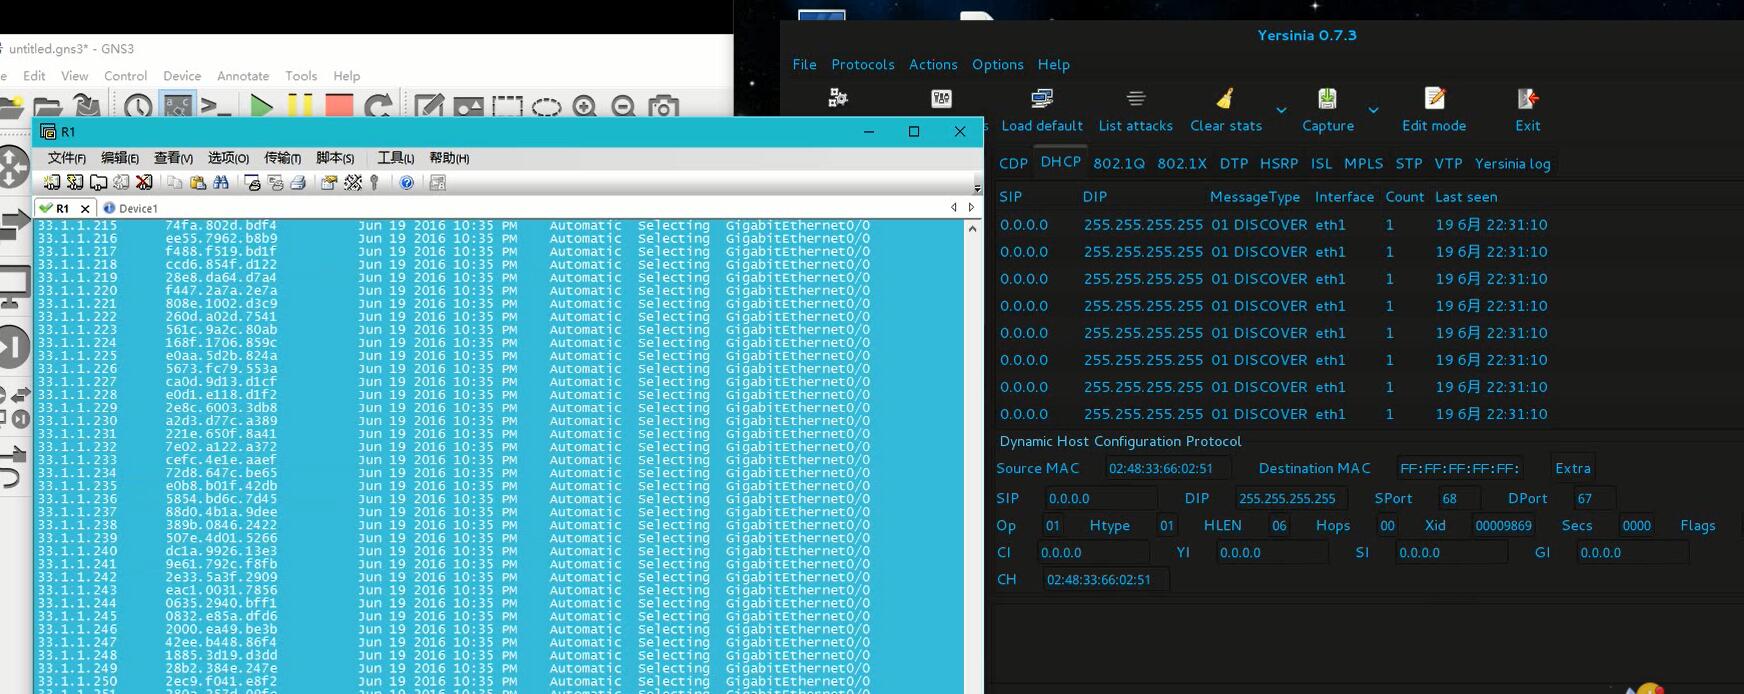 untitled.gns3* - GNS3
Edit View Control Device Annotate Tools Help
R1
文件(F) 编辑(E) 查看(V) 选项(O) 传输(T) 脚本(S) 工具(L) 帮助(H)
R1 Device1
33.1.1.215 74fa.802d.bdf4 Jun 19 2016 10:35 PM Automatic Selecting GigabitEthernet0/0
33.1.1.216 ee55.7962.b8b9 Jun 19 2016 10:35 PM Automatic Selecting GigabitEthernet0/0
33.1.1.217 f488.f519.bd1f Jun 19 2016 10:35 PM Automatic Selecting GigabitEthernet0/0
33.1.1.218 ccd6.854f.d122 Jun 19 2016 10:35 PM Automatic Selecting GigabitEthernet0/0
33.1.1.219 28e8.da64.d7a4 Jun 19 2016 10:35 PM Automatic Selecting GigabitEthernet0/0
33.1.1.220 f447.2a7a.2e7a Jun 19 2016 10:35 PM Automatic Selecting GigabitEthernet0/0
33.1.1.221 808e.1002.d3c9 Jun 19 2016 10:35 PM Automatic Selecting GigabitEthernet0/0
33.1.1.222 260d.a02d.7541 Jun 19 2016 10:35 PM Automatic Selecting GigabitEthernet0/0
33.1.1.223 561c.9a2c.80ab Jun 19 2016 10:35 PM Automatic Selecting GigabitEthernet0/0
33.1.1.224 168f.1706.859c Jun 19 2016 10:35 PM Automatic Selecting GigabitEthernet0/0
33.1.1.225 e0aa.5d2b.824a Jun 19 2016 10:35 PM Automatic Selecting GigabitEthernet0/0
33.1.1.226 5673.fc79.553a Jun 19 2016 10:35 PM Automatic Selecting GigabitEthernet0/0
33.1.1.227 ca0d.9d13.d1cf Jun 19 2016 10:35 PM Automatic Selecting GigabitEthernet0/0
33.1.1.228 e0d1.e118.d1f2 Jun 19 2016 10:35 PM Automatic Selecting GigabitEthernet0/0
33.1.1.229 2e8c.6003.3db8 Jun 19 2016 10:35 PM Automatic Selecting GigabitEthernet0/0
33.1.1.230 a2d3.d77c.a389 Jun 19 2016 10:35 PM Automatic Selecting GigabitEthernet0/0
33.1.1.231 221e.650f.8a41 Jun 19 2016 10:35 PM Automatic Selecting GigabitEthernet0/0
33.1.1.232 7e02.a122.a372 Jun 19 2016 10:35 PM Automatic Selecting GigabitEthernet0/0
33.1.1.233 cefc.4e1e.aaef Jun 19 2016 10:35 PM Automatic Selecting GigabitEthernet0/0
33.1.1.234 72d8.647c.be65 Jun 19 2016 10:35 PM Automatic Selecting GigabitEthernet0/0
33.1.1.235 e0b8.b01f.42db Jun 19 2016 10:35 PM Automatic Selecting GigabitEthernet0/0
33.1.1.236 5854.bd6c.7d45 Jun 19 2016 10:35 PM Automatic Selecting GigabitEthernet0/0
33.1.1.237 88d0.4b1a.9dee Jun 19 2016 10:35 PM Automatic Selecting GigabitEthernet0/0
33.1.1.238 389b.0846.2422 Jun 19 2016 10:35 PM Automatic Selecting GigabitEthernet0/0
33.1.1.239 507e.4d01.5266 Jun 19 2016 10:35 PM Automatic Selecting GigabitEthernet0/0
33.1.1.240 dc1a.9926.13e3 Jun 19 2016 10:35 PM Automatic Selecting GigabitEthernet0/0
33.1.1.241 9e61.792c.f8fb Jun 19 2016 10:35 PM Automatic Selecting GigabitEthernet0/0
33.1.1.242 2e33.5a3f.2909 Jun 19 2016 10:35 PM Automatic Selecting GigabitEthernet0/0
33.1.1.243 eac1.0031.7856 Jun 19 2016 10:35 PM Automatic Selecting GigabitEthernet0/0
33.1.1.244 0635.2940.bff1 Jun 19 2016 10:35 PM Automatic Selecting GigabitEthernet0/0
33.1.1.245 0832.e85a.dfd6 Jun 19 2016 10:35 PM Automatic Selecting GigabitEthernet0/0
33.1.1.246 2000.ea49.be3b Jun 19 2016 10:35 PM Automatic Selecting GigabitEthernet0/0
33.1.1.247 42ee.b448.86f4 Jun 19 2016 10:35 PM Automatic Selecting GigabitEthernet0/0
33.1.1.248 1885.3d19.d3dd Jun 19 2016 10:35 PM Automatic Selecting GigabitEthernet0/0
33.1.1.249 28b2.384e.247e Jun 19 2016 10:35 PM Automatic Selecting GigabitEthernet0/0
33.1.1.250 2ec9.f041.e8f2 Jun 19 2016 10:35 PM Automatic Selecting GigabitEthernet0/0
Yersinia 0.7.3
File Protocols Actions Options Help
Load default List attacks Clear stats Capture Edit mode Exit
CDP DHCP 802.1Q 802.1X DTP HSRP ISL MPLS STP VTP Yersinia log
SIP DIP MessageType Interface Count Last seen
0.0.0.0 255.255.255.255 01 DISCOVER eth1 1 19 6月 22:31:10
0.0.0.0 255.255.255.255 01 DISCOVER eth1 1 19 6月 22:31:10
0.0.0.0 255.255.255.255 01 DISCOVER eth1 1 19 6月 22:31:10
0.0.0.0 255.255.255.255 01 DISCOVER eth1 1 19 6月 22:31:10
0.0.0.0 255.255.255.255 01 DISCOVER eth1 1 19 6月 22:31:10
0.0.0.0 255.255.255.255 01 DISCOVER eth1 1 19 6月 22:31:10
0.0.0.0 255.255.255.255 01 DISCOVER eth1 1 19 6月 22:31:10
0.0.0.0 255.255.255.255 01 DISCOVER eth1 1 19 6月 22:31:10
Dynamic Host Configuration Protocol
Source MAC 02:48:33:66:02:51 Destination MAC FF:FF:FF:FF:FF: Extra
SIP 0.0.0.0 DIP 255.255.255.255 SPort 68 DPort 67
Op 01 Htype 01 HLEN 06 Hops 00 Xid 00009869 Secs 0000 Flags
CI 0.0.0.0 YI 0.0.0.0 SI 0.0.0.0 GI 0.0.0.0
CH 02:48:33:66:02:51